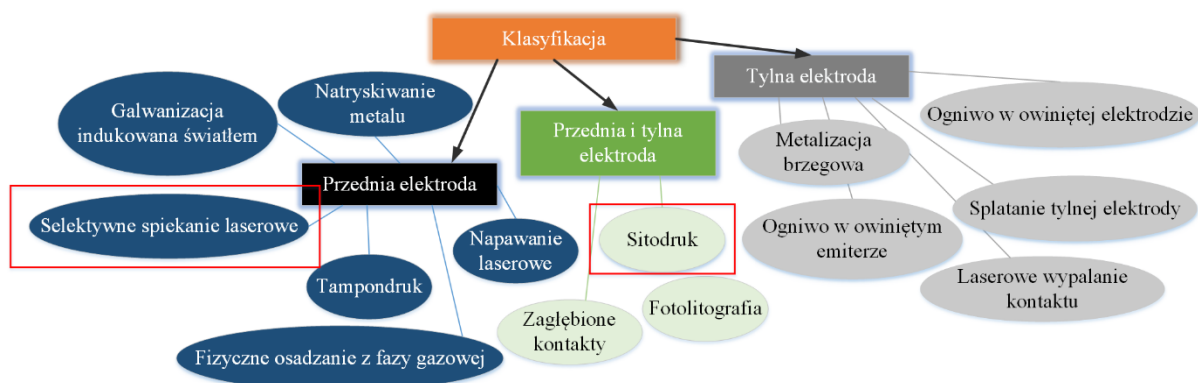 Klasyfikacja
Przednia elektroda
Galwanizacja
indukowana światłem
Natryskiwanie
metalu
Selektywne spiekanie laserowe
Tampondruk
Napawanie
laserowe
Fizyczne osadzanie z fazy gazowej
Przednia i tylna
elektroda
Sitodruk
Zagłębione
kontakty
Fotolitografia
Tylna elektroda
Ogniwo w owiniętej elektrodzie
Metalizacja
brzegowa
Splatanie tylnej elektrody
Ogniwo w owiniętym
emiterze
Laserowe wypalanie
kontaktu